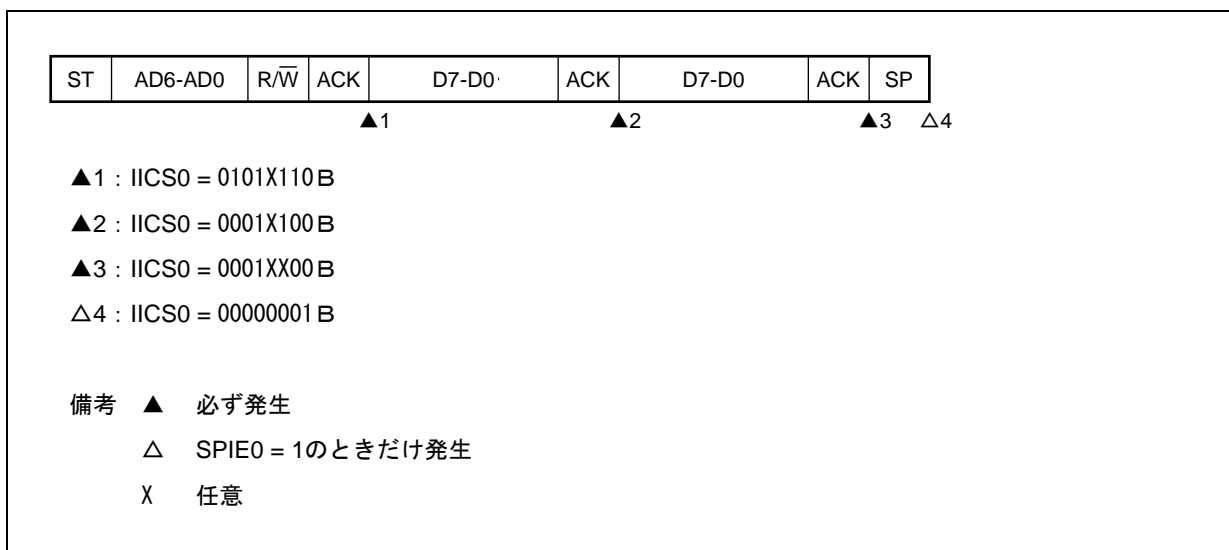 ST AD6-AD0 R/W̅ ACK D7-D0 ACK D7-D0 ACK SP
▲1 ▲2 ▲3 △4
▲1：IICS0 = 0101X110B
▲2：IICS0 = 0001X100B
▲3：IICS0 = 0001XX00B
△4：IICS0 = 00000001B
備考 ▲ 必ず発生
△ SPIE0 = 1のときだけ発生
X 任意